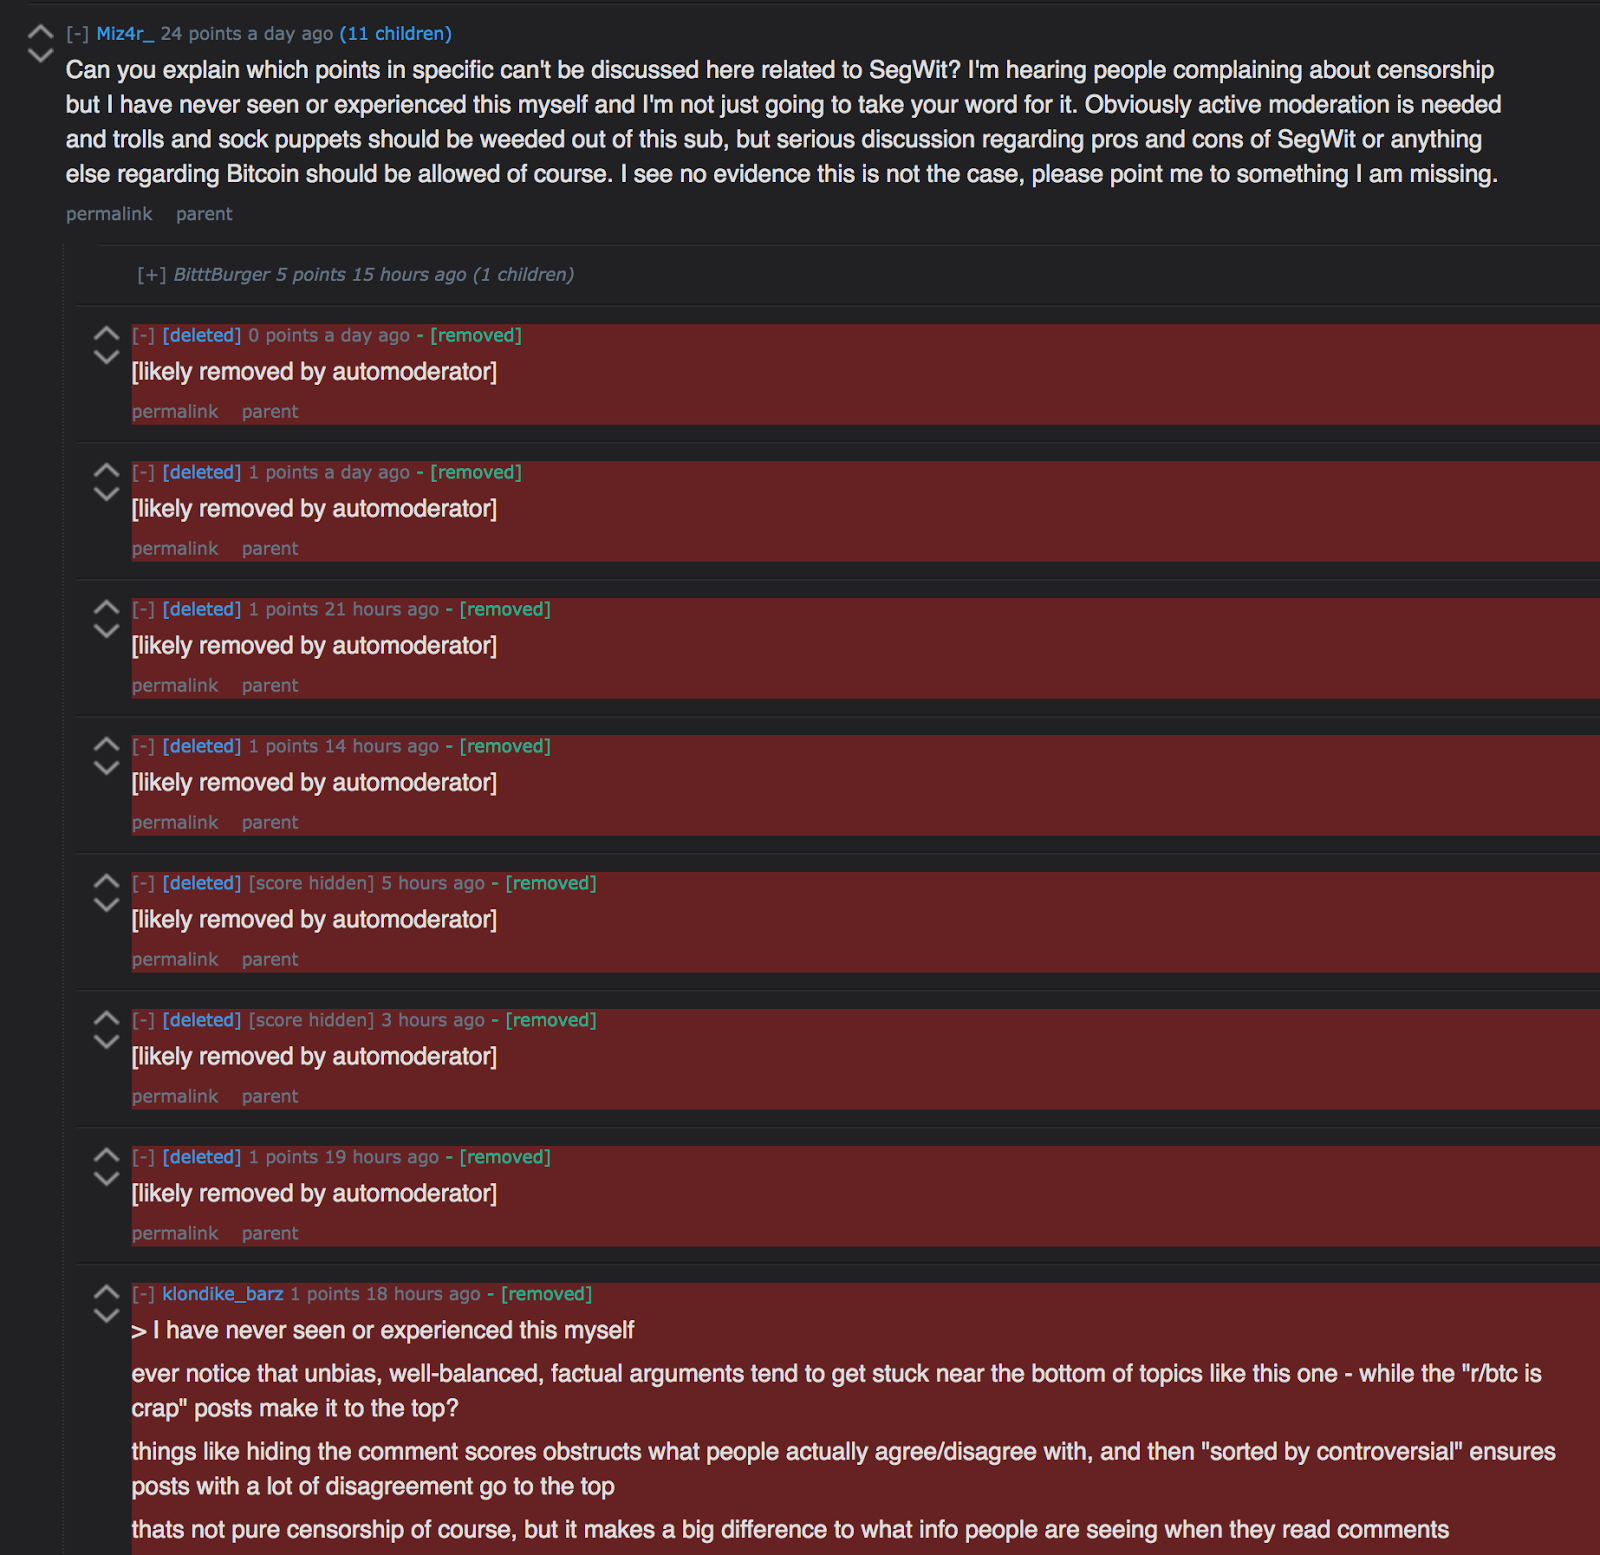 [-] Miz4r_ 24 points a day ago (11 children)
Can you explain which points in specific can't be discussed here related to SegWit? I'm hearing people complaining about censorship
but I have never seen or experienced this myself and I'm not just going to take your word for it. Obviously active moderation is needed
and trolls and sock puppets should be weeded out of this sub, but serious discussion regarding pros and cons of SegWit or anything
else regarding Bitcoin should be allowed of course. I see no evidence this is not the case, please point me to something I am missing.
permalink parent
[+] BitttBurger 5 points 15 hours ago (1 children)
[-] [deleted] 0 points a day ago - [removed]
[likely removed by automoderator]
permalink parent
[-] [deleted] 1 points a day ago - [removed]
[likely removed by automoderator]
permalink parent
[-] [deleted] 1 points 21 hours ago - [removed]
[likely removed by automoderator]
permalink parent
[-] [deleted] 1 points 14 hours ago - [removed]
[likely removed by automoderator]
permalink parent
[-] [deleted] [score hidden] 5 hours ago - [removed]
[likely removed by automoderator]
permalink parent
[-] [deleted] [score hidden] 3 hours ago - [removed]
[likely removed by automoderator]
permalink parent
[-] [deleted] 1 points 19 hours ago - [removed]
[likely removed by automoderator]
permalink parent
[-] klondike_barz 1 points 18 hours ago - [removed]
> I have never seen or experienced this myself
ever notice that unbias, well-balanced, factual arguments tend to get stuck near the bottom of topics like this one - while the "r/btc is
crap" posts make it to the top?
things like hiding the comment scores obstructs what people actually agree/disagree with, and then "sorted by controversial" ensures
posts with a lot of disagreement go to the top
thats not pure censorship of course, but it makes a big difference to what info people are seeing when they read comments